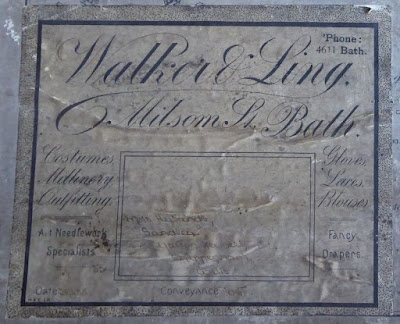 'Phone:
4611 Bath.
Walker & Ling.
Milsom St. Bath.
Costumes
Millinery
Outfitting
Gloves,
Laces,
Blouses
Art Needlework
Specialists
Fancy
Drapers
Date
Conveyance